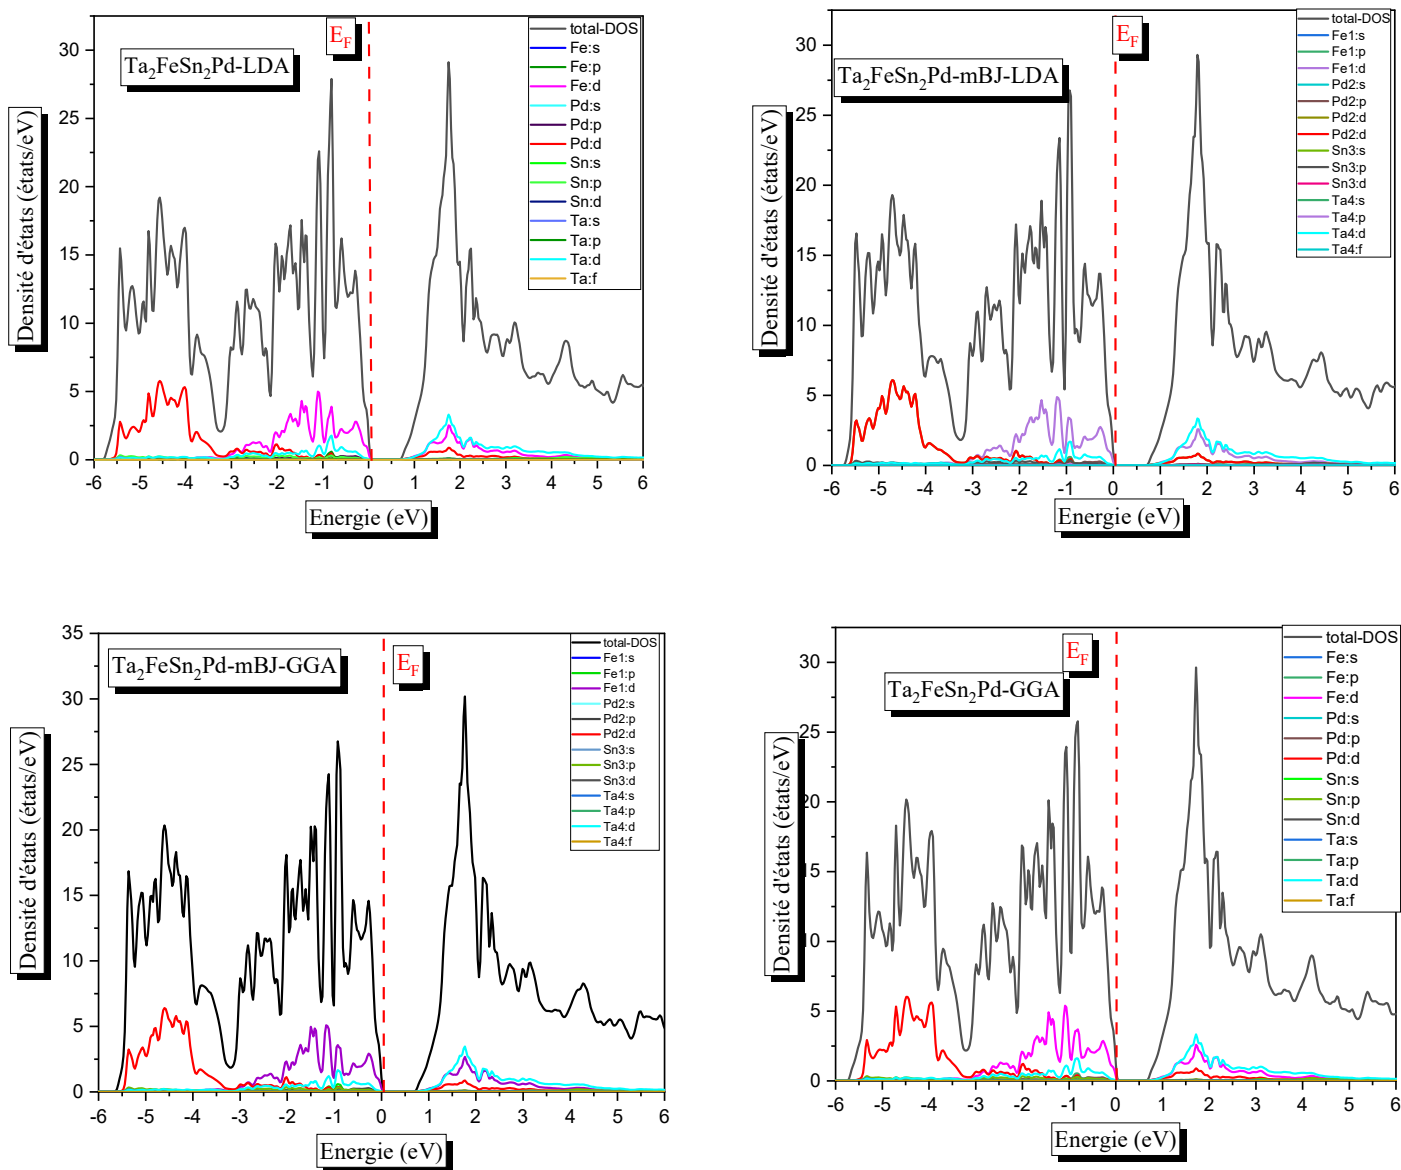 Ta₂FeSn₂Pd-LDA
E_F
total-DOS
Fe:s
Fe:p
Fe:d
Pd:s
Pd:p
Pd:d
Sn:s
Sn:p
Sn:d
Ta:s
Ta:p
Ta:d
Ta:f
Densité d'états (états/eV)
30
25
20
15
10
5
0
-6 -5 -4 -3 -2 -1 0 1 2 3 4 5 6
Energie (eV)
Ta₂FeSn₂Pd-mBJ-LDA
E_F
total-DOS
Fe1:s
Fe1:p
Fe1:d
Pd2:s
Pd2:p
Pd2:d
Pd2:d
Sn3:s
Sn3:p
Sn3:d
Ta4:s
Ta4:p
Ta4:d
Ta4:f
Densité d'états (états/eV)
30
25
20
15
10
5
0
-6 -5 -4 -3 -2 -1 0 1 2 3 4 5 6
Energie (eV)
Ta₂FeSn₂Pd-mBJ-GGA
E_F
total-DOS
Fe1:s
Fe1:p
Fe1:d
Pd2:s
Pd2:p
Pd2:d
Sn3:s
Sn3:p
Sn3:d
Ta4:s
Ta4:p
Ta4:d
Ta4:f
Densité d'états (états/eV)
35
30
25
20
15
10
5
0
-6 -5 -4 -3 -2 -1 0 1 2 3 4 5 6
Energie (eV)
Ta₂FeSn₂Pd-GGA
E_F
total-DOS
Fe:s
Fe:p
Fe:d
Pd:s
Pd:p
Pd:d
Sn:s
Sn:p
Sn:d
Ta:s
Ta:p
Ta:d
Ta:f
Densité d'états (états/eV)
30
25
20
15
10
5
0
-6 -5 -4 -3 -2 -1 0 1 2 3 4 5 6
Energie (eV)